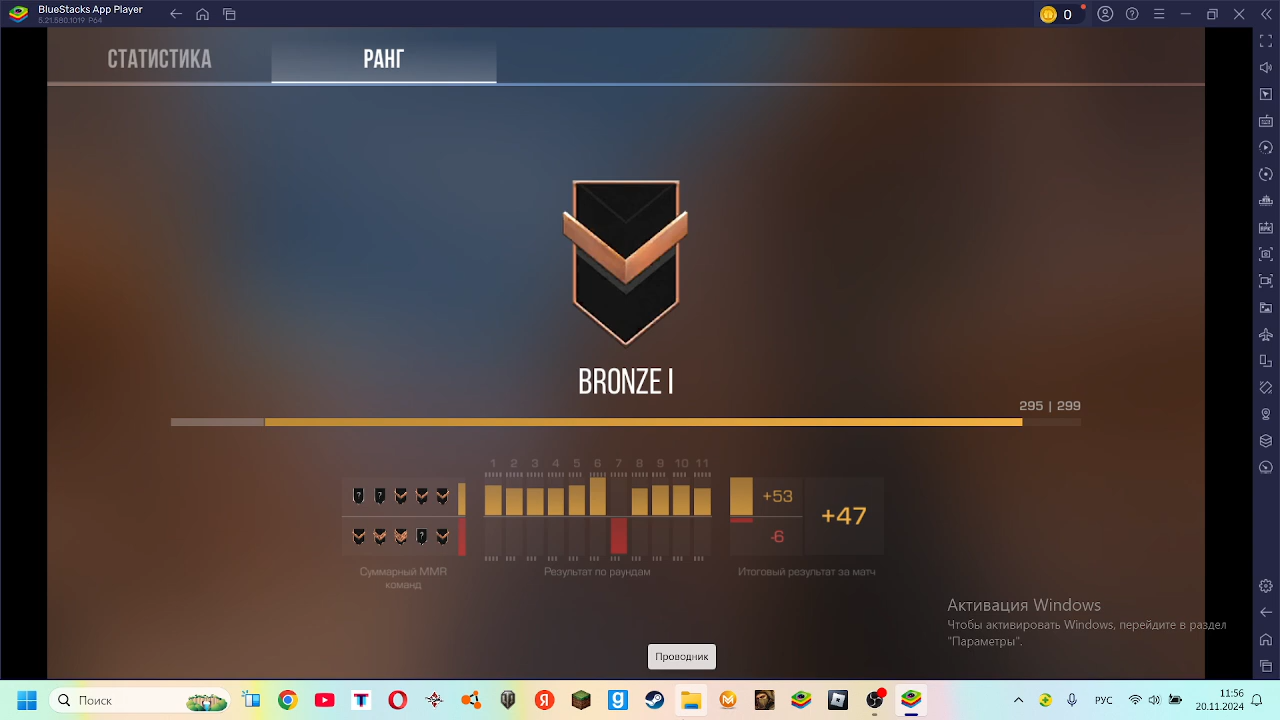 BlueStacks App Player
5.21.580.1019 P64
0
СТАТИСТИКА
РАНГ
BRONZE I
295 | 299
1 2 3 4 5 6 7 8 9 10 11
? ?
?
+53
-6
+47
Суммарный MMR
команд
Результат по раундам
Итоговый результат за матч
Активация Windows
Чтобы активировать Windows, перейдите в раздел
"Параметры".
Проводник
Поиск
РУС
11:56
20.11.2024